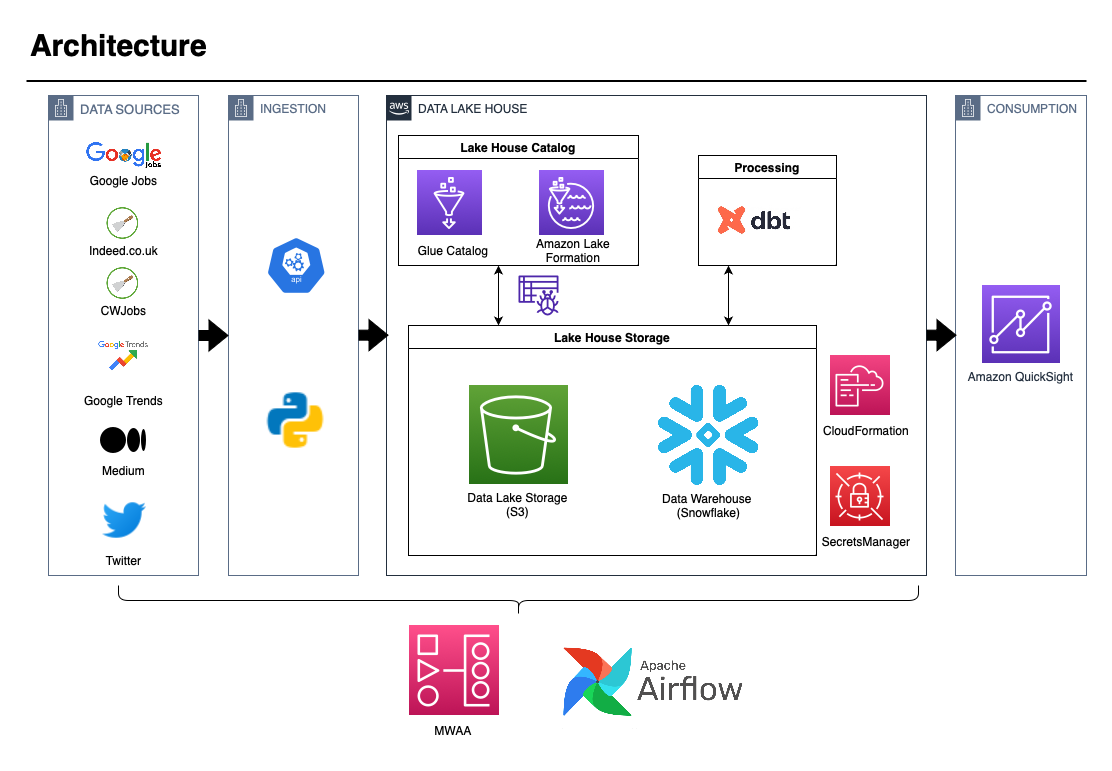 Architecture
DATA SOURCES
Google
Jobs
Google Jobs
Indeed.co.uk
CWJobs
Google Trends
Google Trends
Medium
Twitter
INGESTION
api
aws
DATA LAKE HOUSE
Lake House Catalog
Glue Catalog
Amazon Lake
Formation
Processing
dbt
Lake House Storage
Data Lake Storage
(S3)
Data Warehouse
(Snowflake)
CloudFormation
SecretsManager
CONSUMPTION
Amazon QuickSight
MWAA
Apache
Airflow